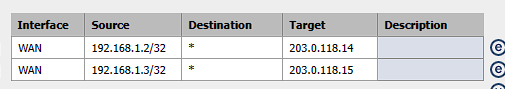 Interface Source Destination Target Description
WAN 192.168.1.2/32 * 203.0.118.14 e
WAN 192.168.1.3/32 * 203.0.118.15 e